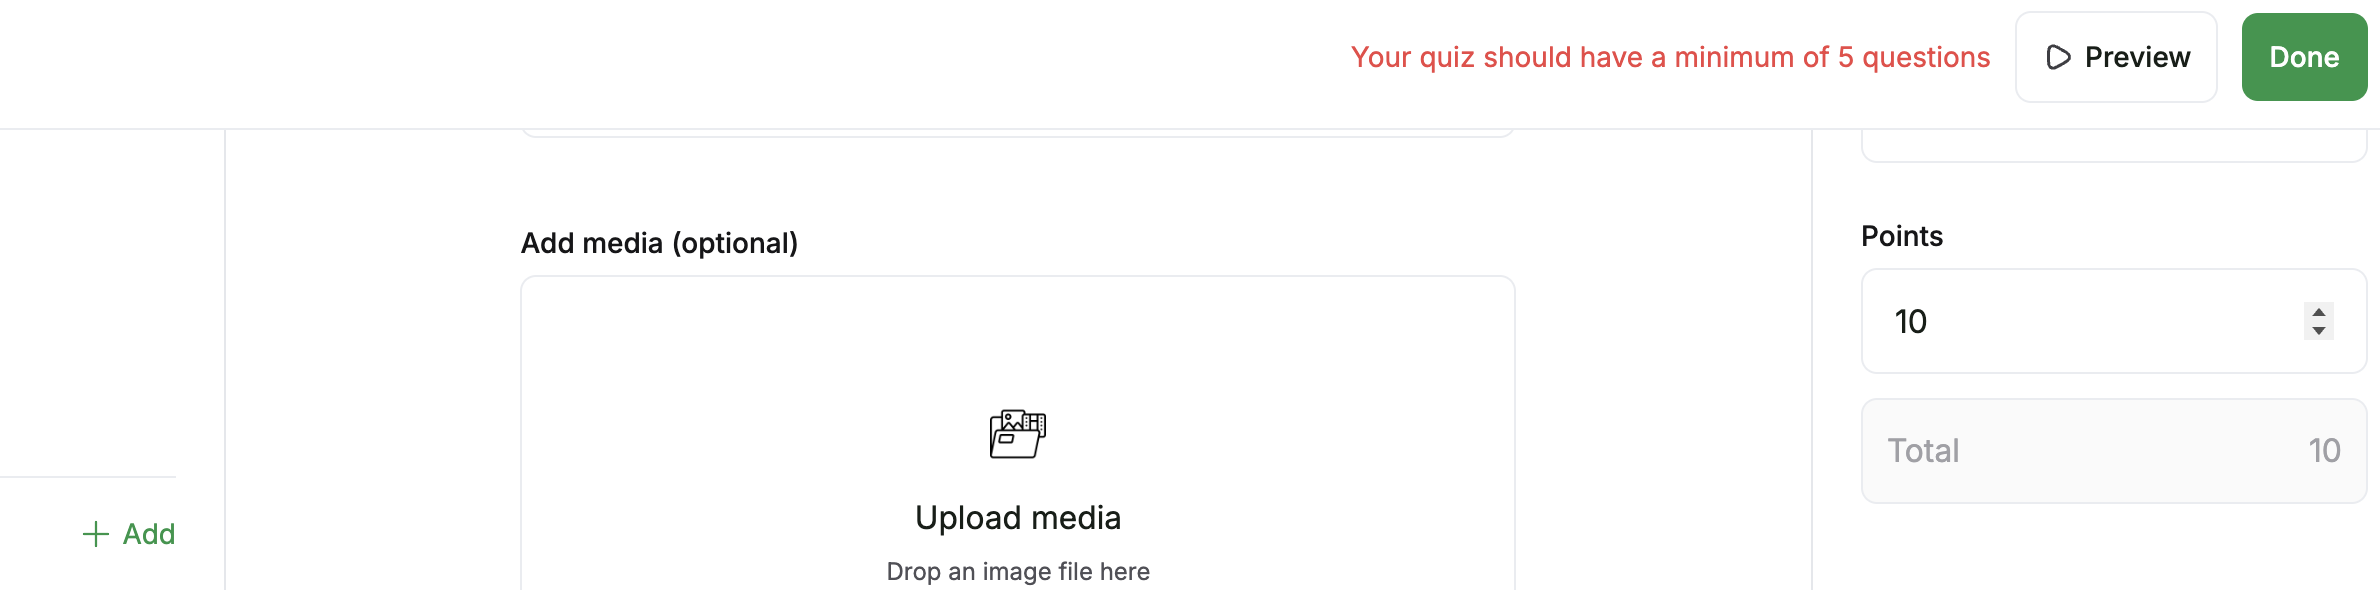 Your quiz should have a minimum of 5 questions
Preview
Done
Add
Add media (optional)
Upload media
Drop an image file here
Points
10
Total 10